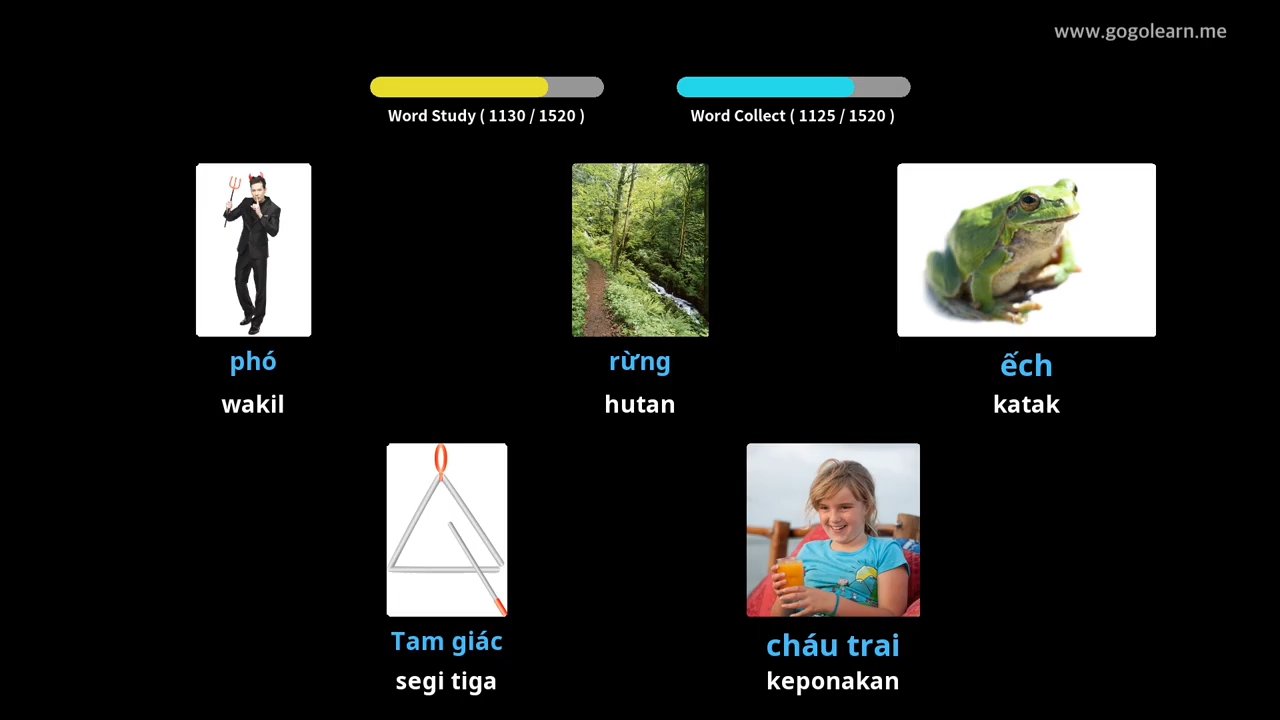 www.gogolearn.me
Word Study ( 1130 / 1520 )
Word Collect ( 1125 / 1520 )
phó
wakil
rừng
hutan
ếch
katak
Tam giác
segi tiga
cháu trai
keponakan